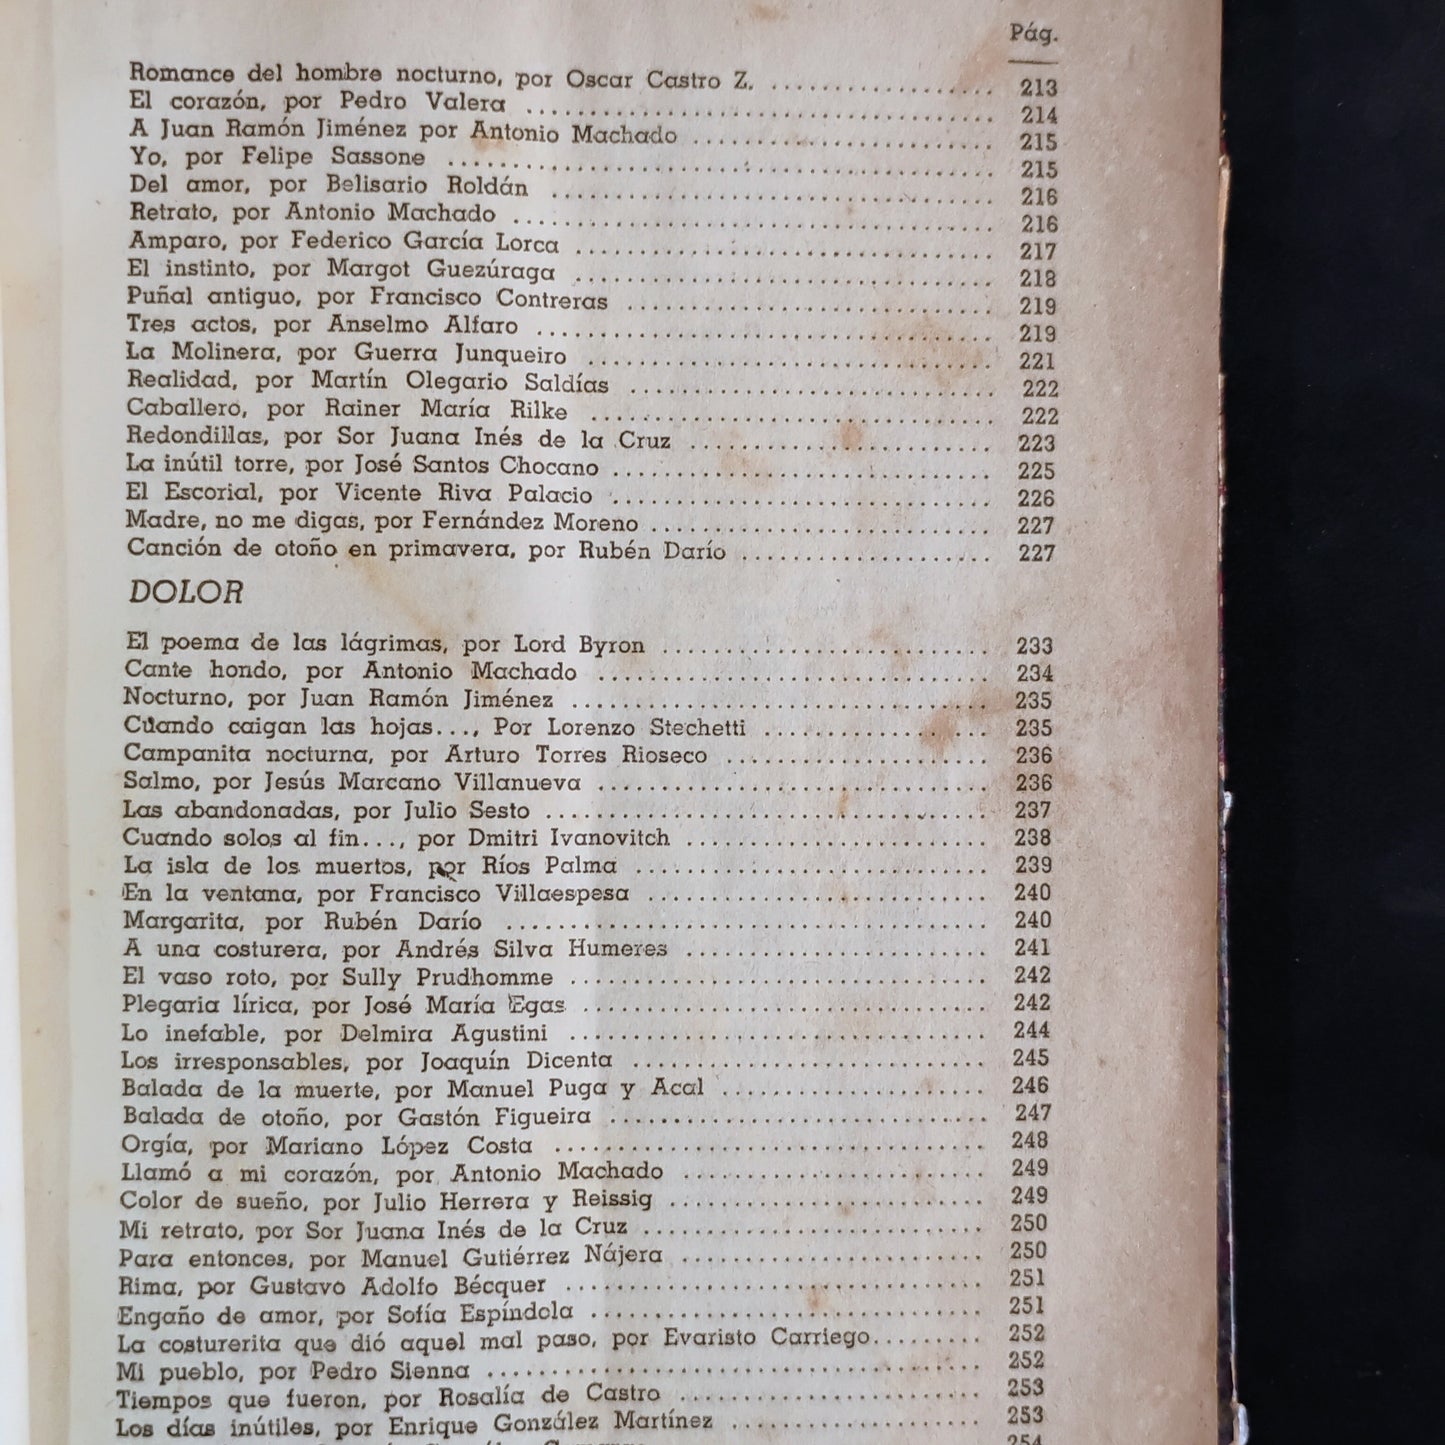 Pág.
Romance del hombre nocturno, por Oscar Castro Z. .................. 213
El corazón, por Pedro Valera .................. 214
A Juan Ramón Jiménez por Antonio Machado .................. 215
Yo, por Felipe Sassone .................. 215
Del amor, por Belisario Roldán .................. 216
Retrato, por Antonio Machado .................. 216
Amparo, por Federico García Lorca .................. 217
El instinto, por Margot Guezúraga .................. 218
Puñal antiguo, por Francisco Contreras .................. 219
Tres actos, por Anselmo Alfaro .................. 219
La Molinera, por Guerra Junqueiro .................. 221
Realidad, por Martín Olegario Saldías .................. 222
Caballero, por Rainer María Rilke .................. 222
Redondillas, por Sor Juana Inés de la Cruz .................. 223
La inútil torre, por José Santos Chocano .................. 225
El Escorial, por Vicente Riva Palacio .................. 226
Madre, no me digas, por Fernández Moreno .................. 227
Canción de otoño en primavera, por Rubén Darío .................. 227
DOLOR
El poema de las lágrimas, por Lord Byron .................. 233
Cante hondo, por Antonio Machado .................. 234
Nocturno, por Juan Ramón Jiménez .................. 235
Cuando caigan las hojas..., Por Lorenzo Stechetti .................. 235
Campanita nocturna, por Arturo Torres Rioseco .................. 236
Salmo, por Jesús Marcano Villanueva .................. 236
Las abandonadas, por Julio Sesto .................. 237
Cuando solos al fin..., por Dmitri Ivanovitch .................. 238
La isla de los muertos, por Ríos Palma .................. 239
En la ventana, por Francisco Villaespesa .................. 240
Margarita, por Rubén Darío .................. 240
A una costurera, por Andrés Silva Humeres .................. 241
El vaso roto, por Sully Prudhomme .................. 242
Plegaria lírica, por José María Egas .................. 242
Lo inefable, por Delmira Agustini .................. 244
Los irresponsables, por Joaquín Dicenta .................. 245
Balada de la muerte, por Manuel Puga y Acal .................. 246
Balada de otoño, por Gastón Figueira .................. 247
Orgía, por Mariano López Costa .................. 248
Llamó a mi corazón, por Antonio Machado .................. 249
Color de sueño, por Julio Herrera y Reissig .................. 249
Mi retrato, por Sor Juana Inés de la Cruz .................. 250
Para entonces, por Manuel Gutiérrez Nájera .................. 250
Rima, por Gustavo Adolfo Bécquer .................. 251
Engaño de amor, por Sofía Espíndola .................. 251
La costurerita que dió aquel mal paso, por Evaristo Carriego......... 252
Mi pueblo, por Pedro Sienna .................. 252
Tiempos que fueron, por Rosalía de Castro .................. 253
Los días inútiles, por Enrique González Martínez .................. 253
254